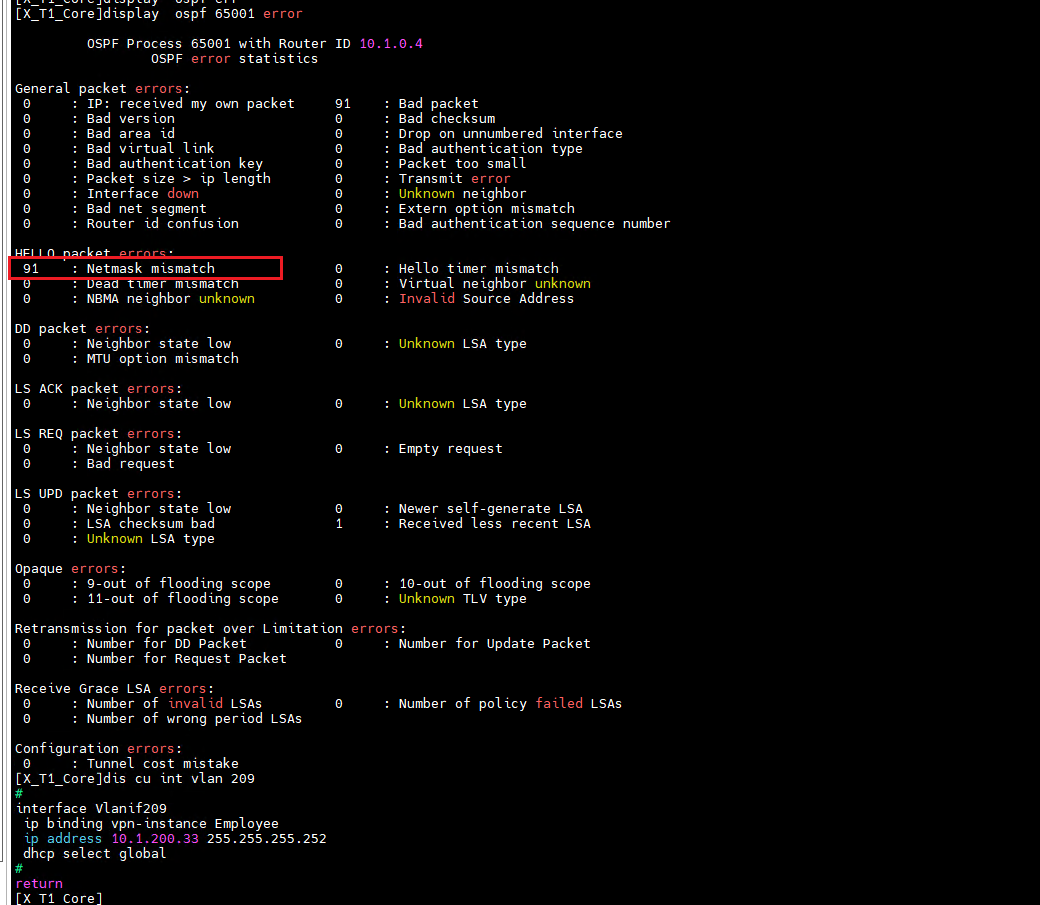 [X_T1_Core]display  ospf 65001 error
OSPF Process 65001 with Router ID 10.1.0.4
OSPF error statistics
General packet errors:
0 : IP: received my own packet 91 : Bad packet
0 : Bad version 0 : Bad checksum
0 : Bad area id 0 : Drop on unnumbered interface
0 : Bad virtual link 0 : Bad authentication type
0 : Bad authentication key 0 : Packet too small
0 : Packet size > ip length 0 : Transmit error
0 : Interface down 0 : Unknown neighbor
0 : Bad net segment 0 : Extern option mismatch
0 : Router id confusion 0 : Bad authentication sequence number
HELLO packet errors:
91 : Netmask mismatch 0 : Hello timer mismatch
0 : Dead timer mismatch 0 : Virtual neighbor unknown
0 : NBMA neighbor unknown 0 : Invalid Source Address
DD packet errors:
0 : Neighbor state low 0 : Unknown LSA type
0 : MTU option mismatch
LS ACK packet errors:
0 : Neighbor state low 0 : Unknown LSA type
LS REQ packet errors:
0 : Neighbor state low 0 : Empty request
0 : Bad request
LS UPD packet errors:
0 : Neighbor state low 0 : Newer self-generate LSA
0 : LSA checksum bad 1 : Received less recent LSA
0 : Unknown LSA type
Opaque errors:
0 : 9-out of flooding scope 0 : 10-out of flooding scope
0 : 11-out of flooding scope 0 : Unknown TLV type
Retransmission for packet over Limitation errors:
0 : Number for DD Packet 0 : Number for Update Packet
0 : Number for Request Packet
Receive Grace LSA errors:
0 : Number of invalid LSAs 0 : Number of policy failed LSAs
0 : Number of wrong period LSAs
Configuration errors:
0 : Tunnel cost mistake
[X_T1_Core]dis cu int vlan 209
#
interface Vlanif209
ip binding vpn-instance Employee
ip address 10.1.200.33 255.255.255.252
dhcp select global
#
return
[X_T1_Core]